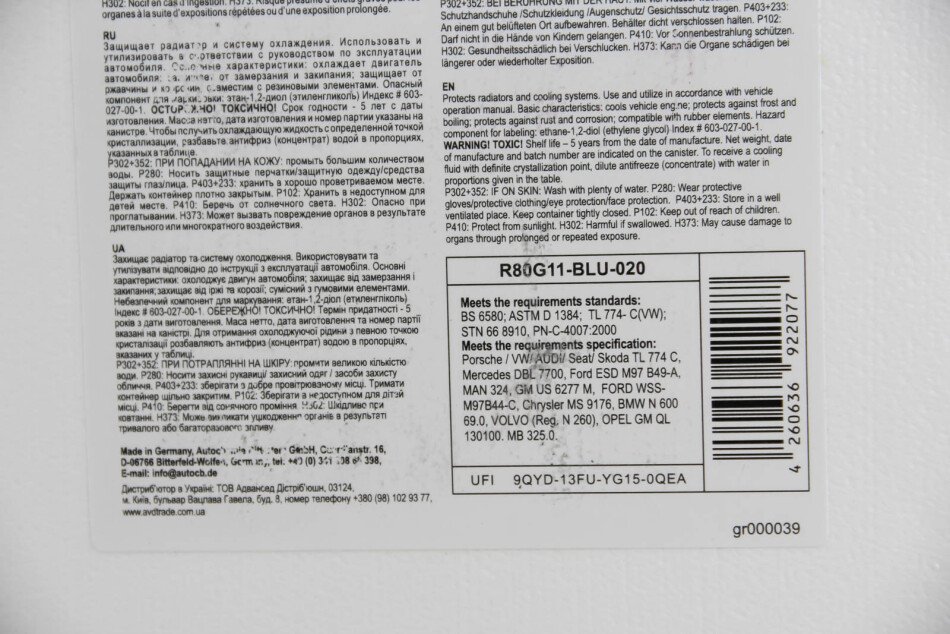 H302: Nocif en cas d'ingestion. H373: Risque présumé d'effets graves pour les
organes à la suite d'expositions répétées ou d'une exposition prolongée.
RU
Защищает радиатор и систему охлаждения. Использовать и
утилизировать в соответствии с руководством по эксплуатации
автомобиля. Основные характеристики: охлаждает двигатель
автомобиля: защищает от замерзания и закипания; защищает от
ржавчины и коррозии, совместим с резиновыми элементами. Опасный
компонент для маркировки: этан-1,2-диол (этиленгликоль) Индекс # 603-
027-00-1. ОСТОРОЖНО! ТОКСИЧНО! Срок годности - 5 лет с даты
изготовления. Масса нетто, дата изготовления и номер партии указаны на
канистре. Чтобы получить охлаждающую жидкость с определенной точкой
кристаллизации, разбавьте антифриз (концентрат) водой в пропорциях,
указанных в таблице.
P302+352: ПРИ ПОПАДАНИИ НА КОЖУ: промыть большим количеством
воды. P280: Носить защитные перчатки/защитную одежду/средства
защиты глаз/лица. P403+233: хранить в хорошо проветриваемом месте.
Держать контейнер плотно закрытым. P102: Хранить в недоступном для
детей месте. P410: Беречь от солнечного света. H302: Опасно при
проглатывании. H373: Может вызвать повреждение органов в результате
длительного или многократного воздействия.
UA
Захищає радіатор та систему охолодження. Використовувати та
утилізувати відповідно до інструкції з експлуатації автомобіля. Основні
характеристики: охолоджує двигун автомобіля; захищає від замерзання і
закипання; захищає від іржі та корозії; сумісний з гумовими елементами.
Небезпечний компонент для маркування: етан-1,2-діол (етиленгліколь)
Індекс # 603-027-00-1. ОБЕРЕЖНО! ТОКСИЧНО! Термін придатності - 5
років з дати виготовлення. Маса нетто, дата виготовлення та номер партії
вказані на каністрі. Для отримання охолоджуючої рідини з певною точкою
кристалізації розбавляють антифриз (концентрат) водою в пропорціях,
вказаних у таблиці.
P302+352: ПРИ ПОТРАПЛЯННІ НА ШКІРУ: промити великою кількістю
води. P280: Носити захисні рукавиці/ захисний одяг / засоби захисту
обличчя. P403+233: зберігати з добре провітрюваному місці. Тримати
контейнер щільно закритим. P102: Зберігати в недоступному для дітей
місці. P410: Берегти від сонячного проміння. H302: Шкідливо при
ковтанні. H373: Може викликати ушкодження органів в результаті
тривалого або багаторазового впливу.
Made in Germany, GmbH,
D-06766 Bitterfeld-Wolfen, Germany, tel.: +49 (0) 398,
E-mail: info@autocb.de
Дистриб'ютор в Україні: ТОВ Адвансед Дістріб'юшн, 03124,
м. Київ, бульвар Вацлава Гавела, буд. 8, номер телефону +380 (98) 102 93 77,
www.avdtrade.com.ua
Schutzhandschuhe /Schutzkleidung /Augenschutz/ Gesichtsschutz tragen. P403+233:
An einem gut belüfteten Ort aufbewahren. Behälter dicht verschlossen halten. P102:
Darf nicht in die Hände von Kindern gelangen. P410: Vor Sonnenbestrahlung schützen.
H302: Gesundheitsschädlich bei Verschlucken. H373: Kann die Organe schädigen bei
längerer oder wiederholter Exposition.
EN
Protects radiators and cooling systems. Use and utilize in accordance with vehicle
operation manual. Basic characteristics: cools vehicle engine; protects against frost and
boiling; protects against rust and corrosion; compatible with rubber elements. Hazard
component for labeling: ethane-1,2-diol (ethylene glycol) Index # 603-027-00-1.
WARNING! TOXIC! Shelf life – 5 years from the date of manufacture. Net weight, date
of manufacture and batch number are indicated on the canister. To receive a cooling
fluid with definite crystallization point, dilute antifreeze (concentrate) with water in
proportions given in the table.
P302+352: IF ON SKIN: Wash with plenty of water. P280: Wear protective
gloves/protective clothing/eye protection/face protection. P403+233: Store in a well
ventilated place. Keep container tightly closed. P102: Keep out of reach of children.
P410: Protect from sunlight. H302: Harmful if swallowed. H373: May cause damage to
organs through prolonged or repeated exposure.
R80G11-BLU-020
Meets the requirements standards:
BS 6580; ASTM D 1384; TL 774- C(VW);
STN 66 8910, PN-C-4007:2000
Meets the requirements specification:
Porsche / VW/ AUDI/ Seat/ Skoda TL 774 C,
Mercedes DBL 7700, Ford ESD M97 B49-A,
MAN 324, GM US 6277 M, FORD WSS-
M97B44-C, Chrysler MS 9176, BMW N 600
69.0, VOLVO (Reg. N 260), OPEL GM QL
130100. MB 325.0.
UFI 9QYD-13FU-YG15-0QEA
4 260636 922077
gr000039